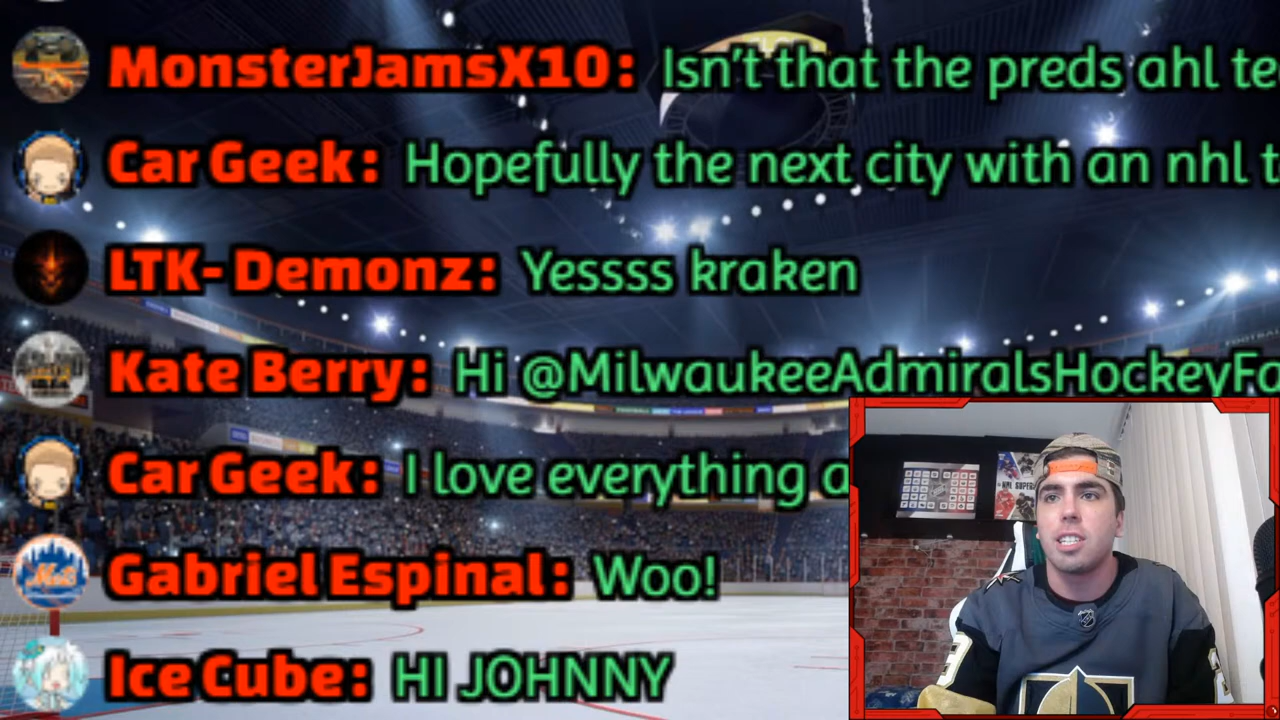 MonsterJamsX10: Isn't that the preds ahl te
Car Geek: Hopefully the next city with an nhl t
LTK- Demonz: Yessss kraken
Kate Berry: Hi @MilwaukeeAdmiralsHockeyFa
Car Geek: I love everything a
Gabriel Espinal: Woo!
Ice Cube: HI JOHNNY
Mets